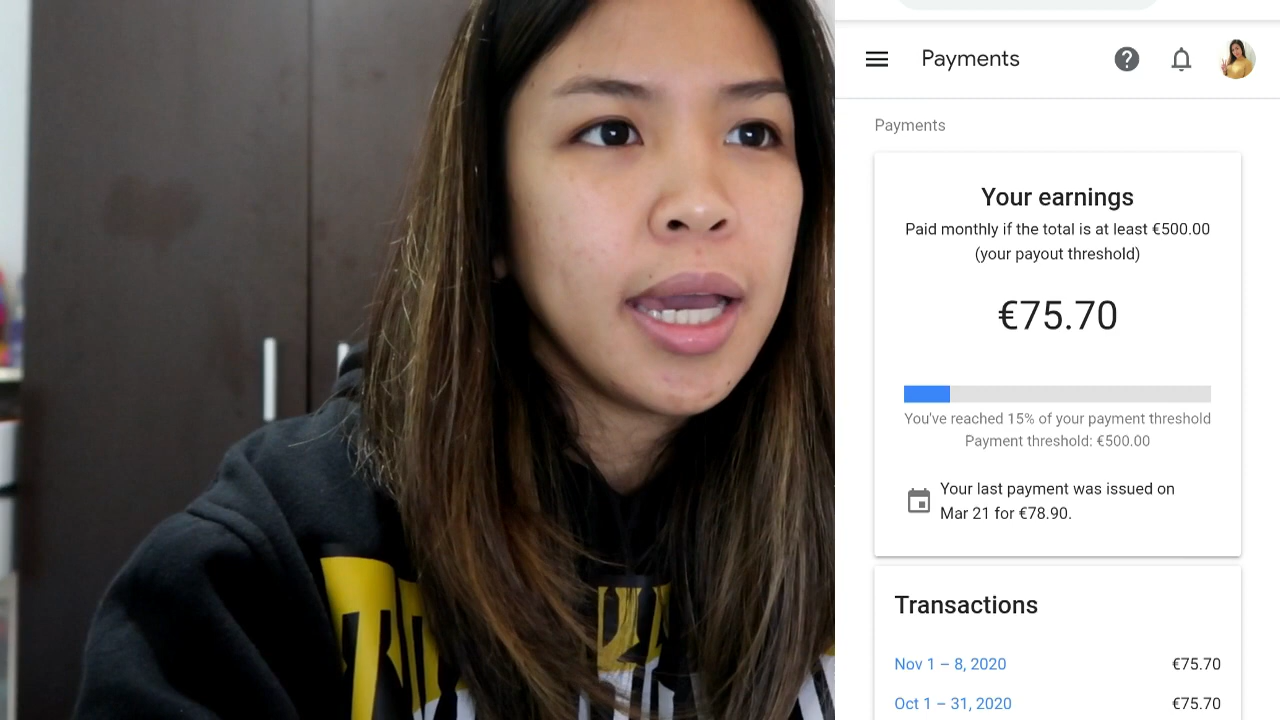 Payments
Payments
Your earnings
Paid monthly if the total is at least €500.00
(your payout threshold)
€75.70
You've reached 15% of your payment threshold
Payment threshold: €500.00
Your last payment was issued on
Mar 21 for €78.90.
Transactions
Nov 1 – 8, 2020 €75.70
Oct 1 – 31, 2020 €75.70